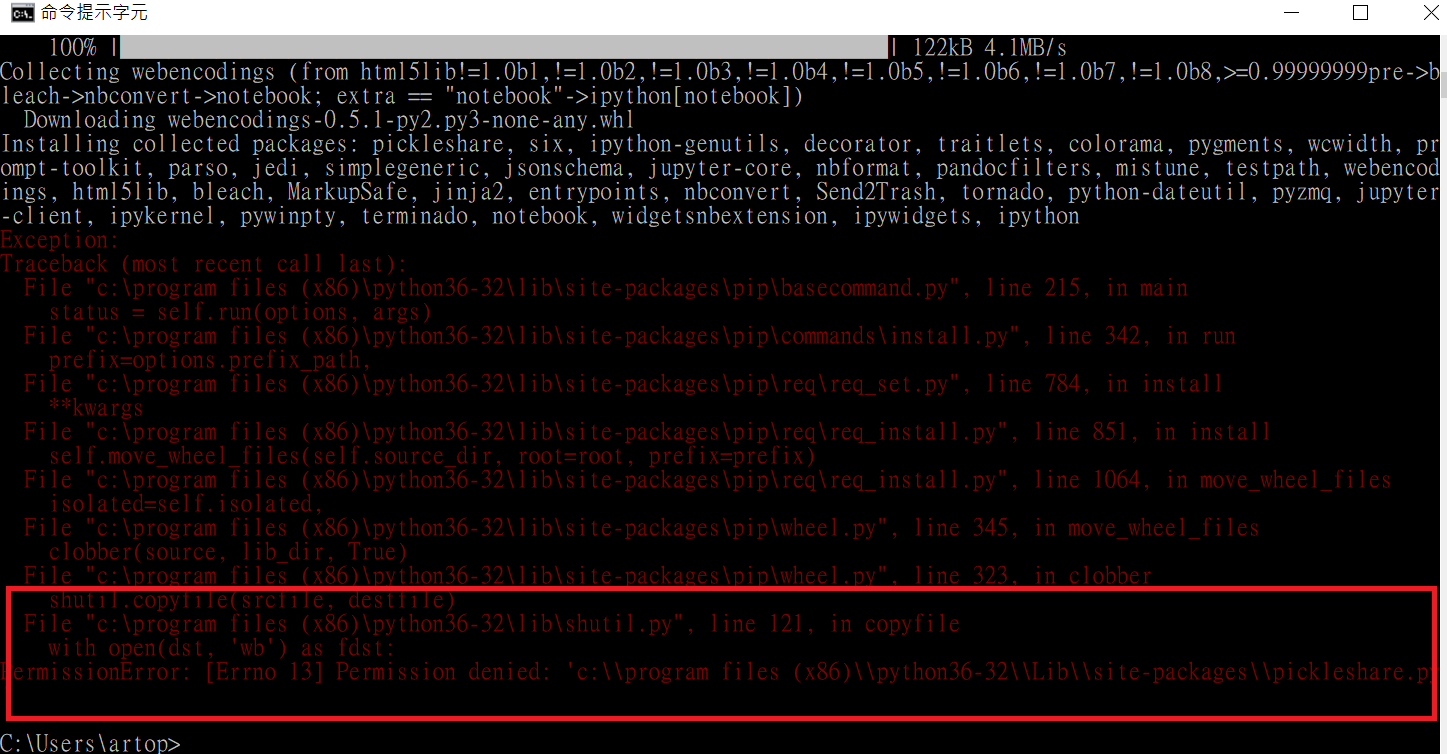 命令提示字元
100% | | 122kB 4.1MB/s
Collecting webencodings (from html5lib!=1.0b1,!=1.0b2,!=1.0b3,!=1.0b4,!=1.0b5,!=1.0b6,!=1.0b7,!=1.0b8,>=0.99999999pre->b
leach->nbconvert->notebook; extra == "notebook"->ipython[notebook])
Downloading webencodings-0.5.1-py2.py3-none-any.whl
Installing collected packages: pickleshare, six, ipython-genutils, decorator, traitlets, colorama, pygments, wcwidth, pr
ompt-toolkit, parso, jedi, simplegeneric, jsonschema, jupyter-core, nbformat, pandocfilters, mistune, testpath, webencod
ings, html5lib, bleach, MarkupSafe, jinja2, entrypoints, nbconvert, Send2Trash, tornado, python-dateutil, pyzmq, jupyter
-client, ipykernel, pywinpty, terminado, notebook, widgetsnbextension, ipywidgets, ipython
Exception:
Traceback (most recent call last):
File "c:\program files (x86)\python36-32\lib\site-packages\pip\basecommand.py", line 215, in main
status = self.run(options, args)
File "c:\program files (x86)\python36-32\lib\site-packages\pip\commands\install.py", line 342, in run
prefix=options.prefix_path,
File "c:\program files (x86)\python36-32\lib\site-packages\pip\req\req_set.py", line 784, in install
**kwargs
File "c:\program files (x86)\python36-32\lib\site-packages\pip\req\req_install.py", line 851, in install
self.move_wheel_files(self.source_dir, root=root, prefix=prefix)
File "c:\program files (x86)\python36-32\lib\site-packages\pip\req\req_install.py", line 1064, in move_wheel_files
isolated=self.isolated,
File "c:\program files (x86)\python36-32\lib\site-packages\pip\wheel.py", line 345, in move_wheel_files
clobber(source, lib_dir, True)
File "c:\program files (x86)\python36-32\lib\site-packages\pip\wheel.py", line 323, in clobber
shutil.copyfile(srcfile, destfile)
File "c:\program files (x86)\python36-32\lib\shutil.py", line 121, in copyfile
with open(dst, 'wb') as fdst:
PermissionError: [Errno 13] Permission denied: 'c:\\program files (x86)\\python36-32\\Lib\\site-packages\\pickleshare.py
C:\Users\artop>